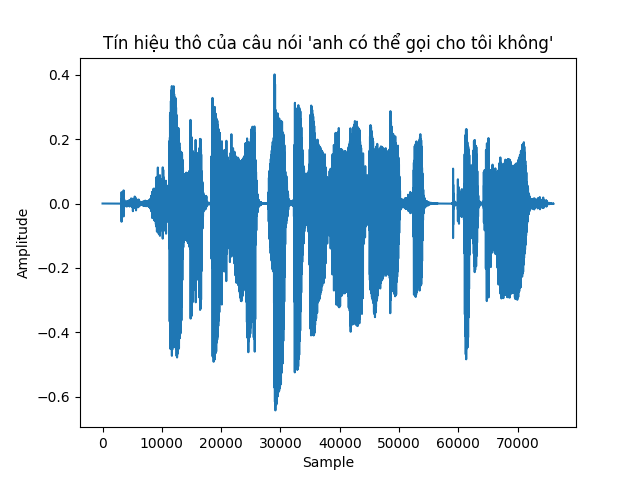 Tín hiệu thô của câu nói 'anh có thể gọi cho tôi không'
0.4
0.2
0.0
−0.2
−0.4
−0.6
Amplitude
0 10000 20000 30000 40000 50000 60000 70000
Sample